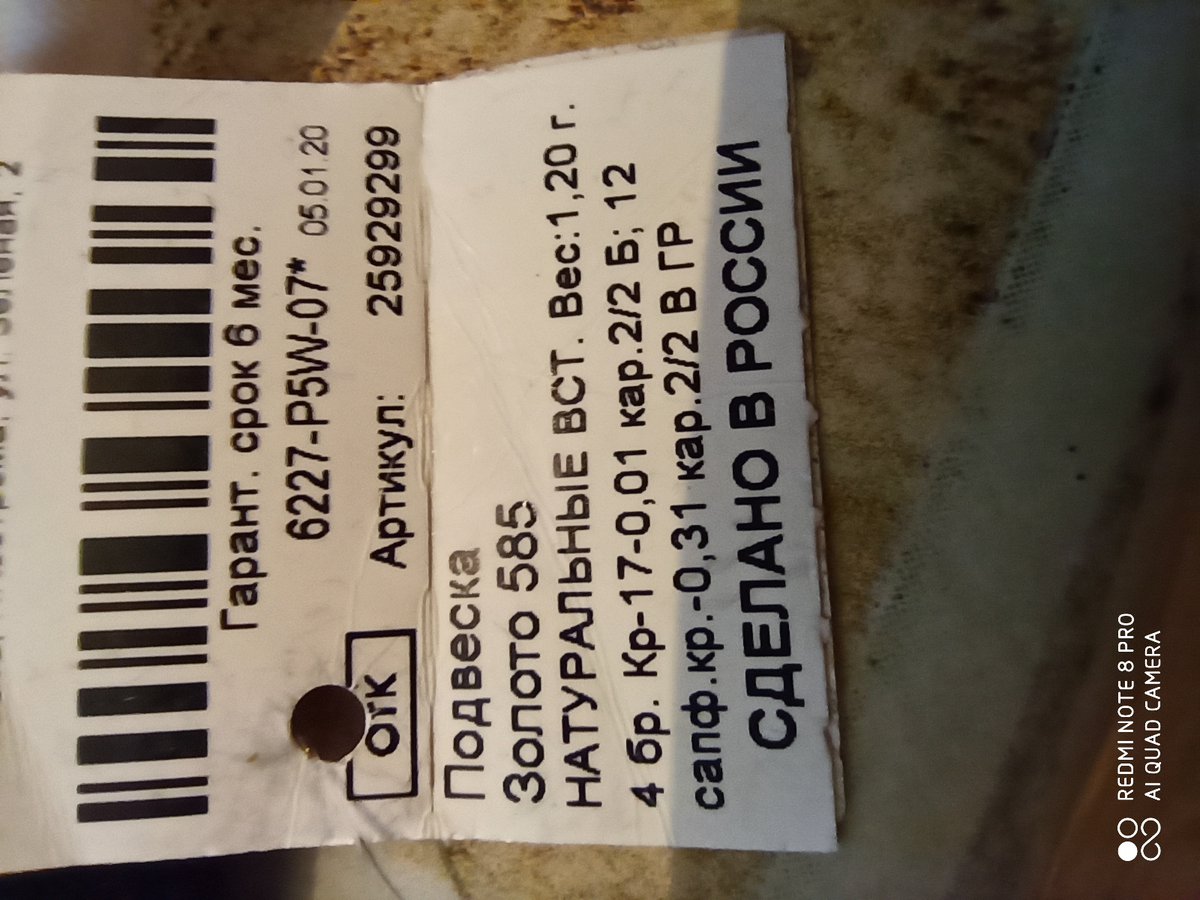 Гарант. срок 6 мес.
6227-P5W-07* 05.01.20
Артикул: 25929299
ОТК
Подвеска
Золото 585
НАТУРАЛЬНЫЕ ВСТ. Вес:1,20 г.
4 бр. Кр-17-0,01 кар.2/2 Б; 12
сапф.кр.-0,31 кар.2/2 В ГР
СДЕЛАНО В РОССИИ
REDMI NOTE 8 PRO
AI QUAD CAMERA